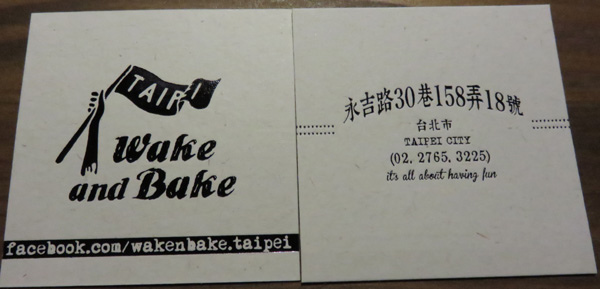 TAIPEI
Wake
and Bake
facebook.com/wakenbake.taipei
永吉路30巷158弄18號
台北市
TAIPEI CITY
(02. 2765. 3225)
it's all about having fun